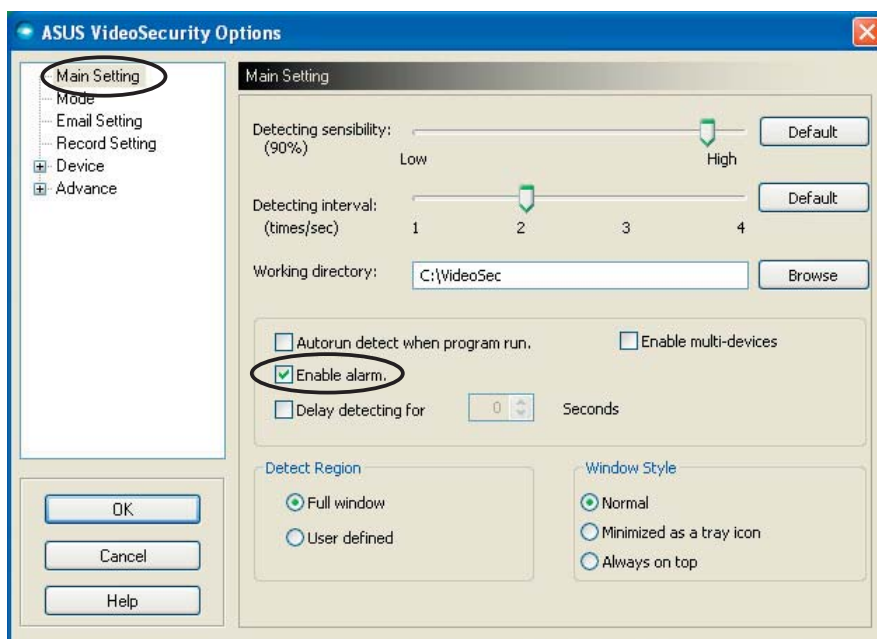 ASUS VideoSecurity Options
Main Setting
Mode
Email Setting
Record Setting
Device
Advance
OK
Cancel
Help
Main Setting
Detecting sensibility:
(90%)
Low
High
Default
Detecting interval:
(times/sec)
1 2 3 4
Default
Working directory:
C:\VideoSec
Browse
Autorun detect when program run.
Enable multi-devices
Enable alarm.
Delay detecting for 0 Seconds
Detect Region
Full window
User defined
Window Style
Normal
Minimized as a tray icon
Always on top